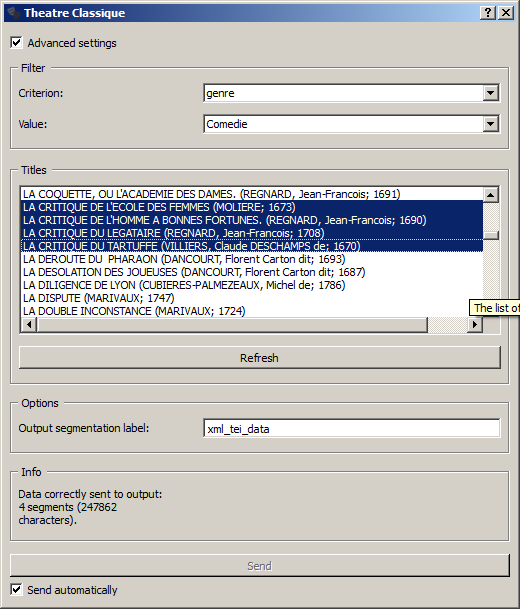 Theatre Classique
Advanced settings
Filter
Criterion:
genre
Value:
Comedie
Titles
LA COQUETTE, OU L'ACADEMIE DES DAMES. (REGNARD, Jean-Francois; 1691)
LA CRITIQUE DE L'ECOLE DES FEMMES (MOLIERE; 1673)
LA CRITIQUE DE L'HOMME A BONNES FORTUNES. (REGNARD, Jean-Francois; 1690)
LA CRITIQUE DU LEGATAIRE (REGNARD, Jean-Francois; 1708)
LA CRITIQUE DU TARTUFFE (VILLIERS, Claude DESCHAMPS de; 1670)
LA DEROUTE DU  PHARAON (DANCOURT, Florent Carton dit; 1693)
LA DESOLATION DES JOUEUSES (DANCOURT, Florent Carton dit; 1687)
LA DILIGENCE DE LYON (CUBIERES-PALMEZEAUX, Michel de; 1786)
LA DISPUTE (MARIVAUX; 1747)
LA DOUBLE INCONSTANCE (MARIVAUX; 1724)
The list of
Refresh
Options
Output segmentation label:
xml_tei_data
Info
Data correctly sent to output:
4 segments (247862
characters).
Send
Send automatically